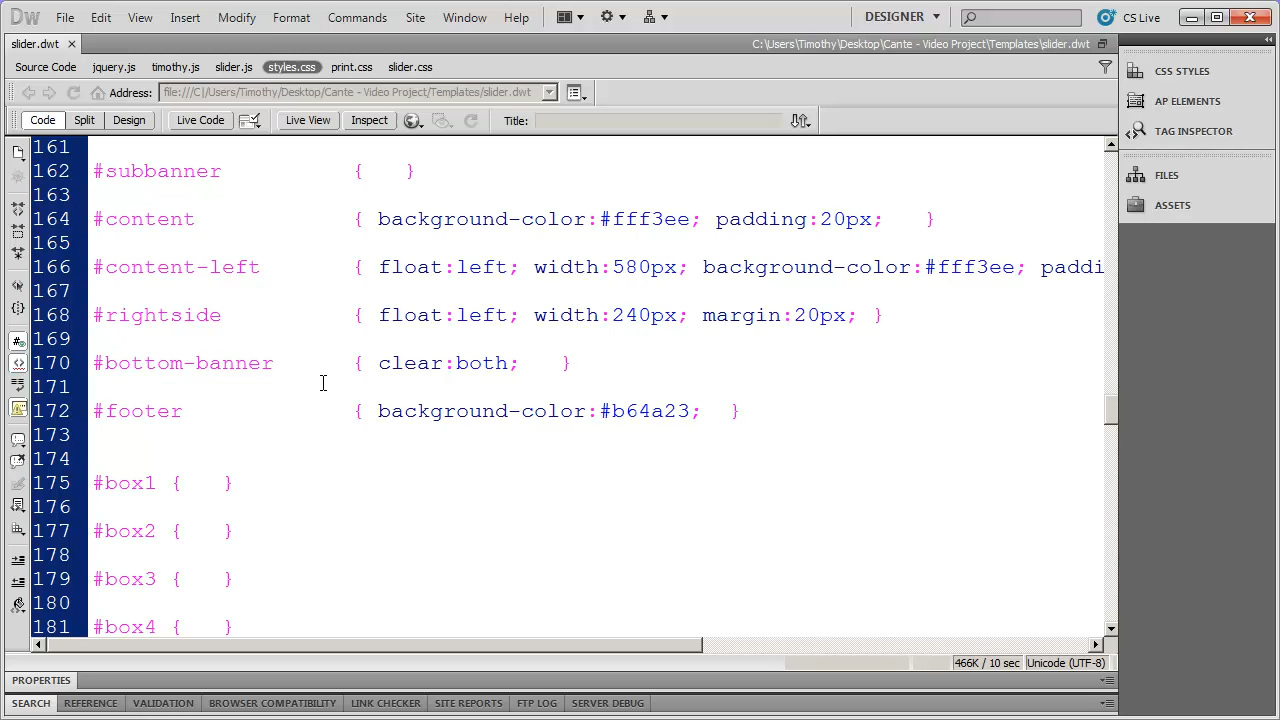 Dw File Edit View Insert Modify Format Commands Site Window Help DESIGNER CS Live
slider.dwt C:\Users\Timothy\Desktop\Cante - Video Project\Templates\slider.dwt
Source Code jquery.js timothy.js slider.js styles.css print.css slider.css
Address: file:///C|/Users/Timothy/Desktop/Cante - Video Project/Templates/slider.dwt
Code Split Design Live Code Live View Inspect Title:
CSS STYLES
AP ELEMENTS
TAG INSPECTOR
FILES
ASSETS
161
162 #subbanner { }
163
164 #content { background-color:#fff3ee; padding:20px; }
165
166 #content-left { float:left; width:580px; background-color:#fff3ee; paddi
167
168 #rightside { float:left; width:240px; margin:20px; }
169
170 #bottom-banner { clear:both; }
171
172 #footer { background-color:#b64a23; }
173
174
175 #box1 { }
176
177 #box2 { }
178
179 #box3 { }
180
181 #box4 { }
466K / 10 sec Unicode (UTF-8)
PROPERTIES
SEARCH REFERENCE VALIDATION BROWSER COMPATIBILITY LINK CHECKER SITE REPORTS FTP LOG SERVER DEBUG